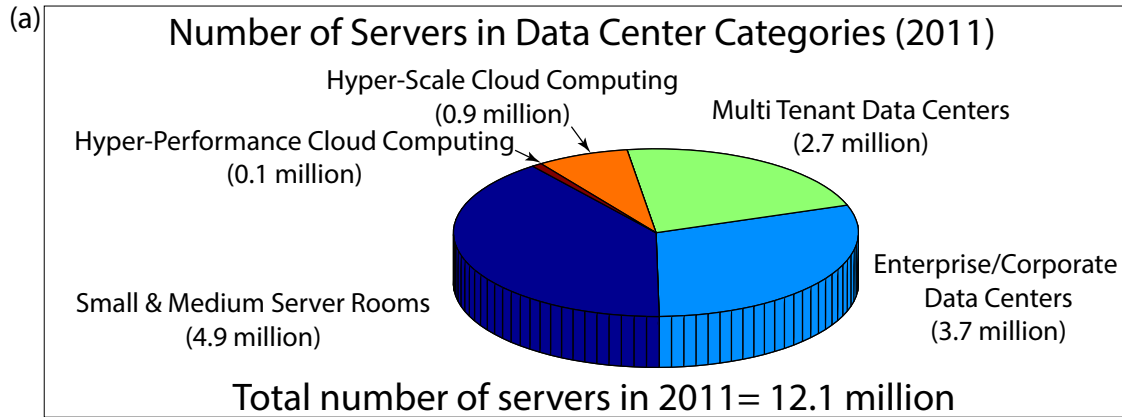 (a)
Number of Servers in Data Center Categories (2011)
Hyper-Scale Cloud Computing
(0.9 million)
Multi Tenant Data Centers
(2.7 million)
Hyper-Performance Cloud Computing
(0.1 million)
Enterprise/Corporate
Data Centers
(3.7 million)
Small & Medium Server Rooms
(4.9 million)
Total number of servers in 2011= 12.1 million